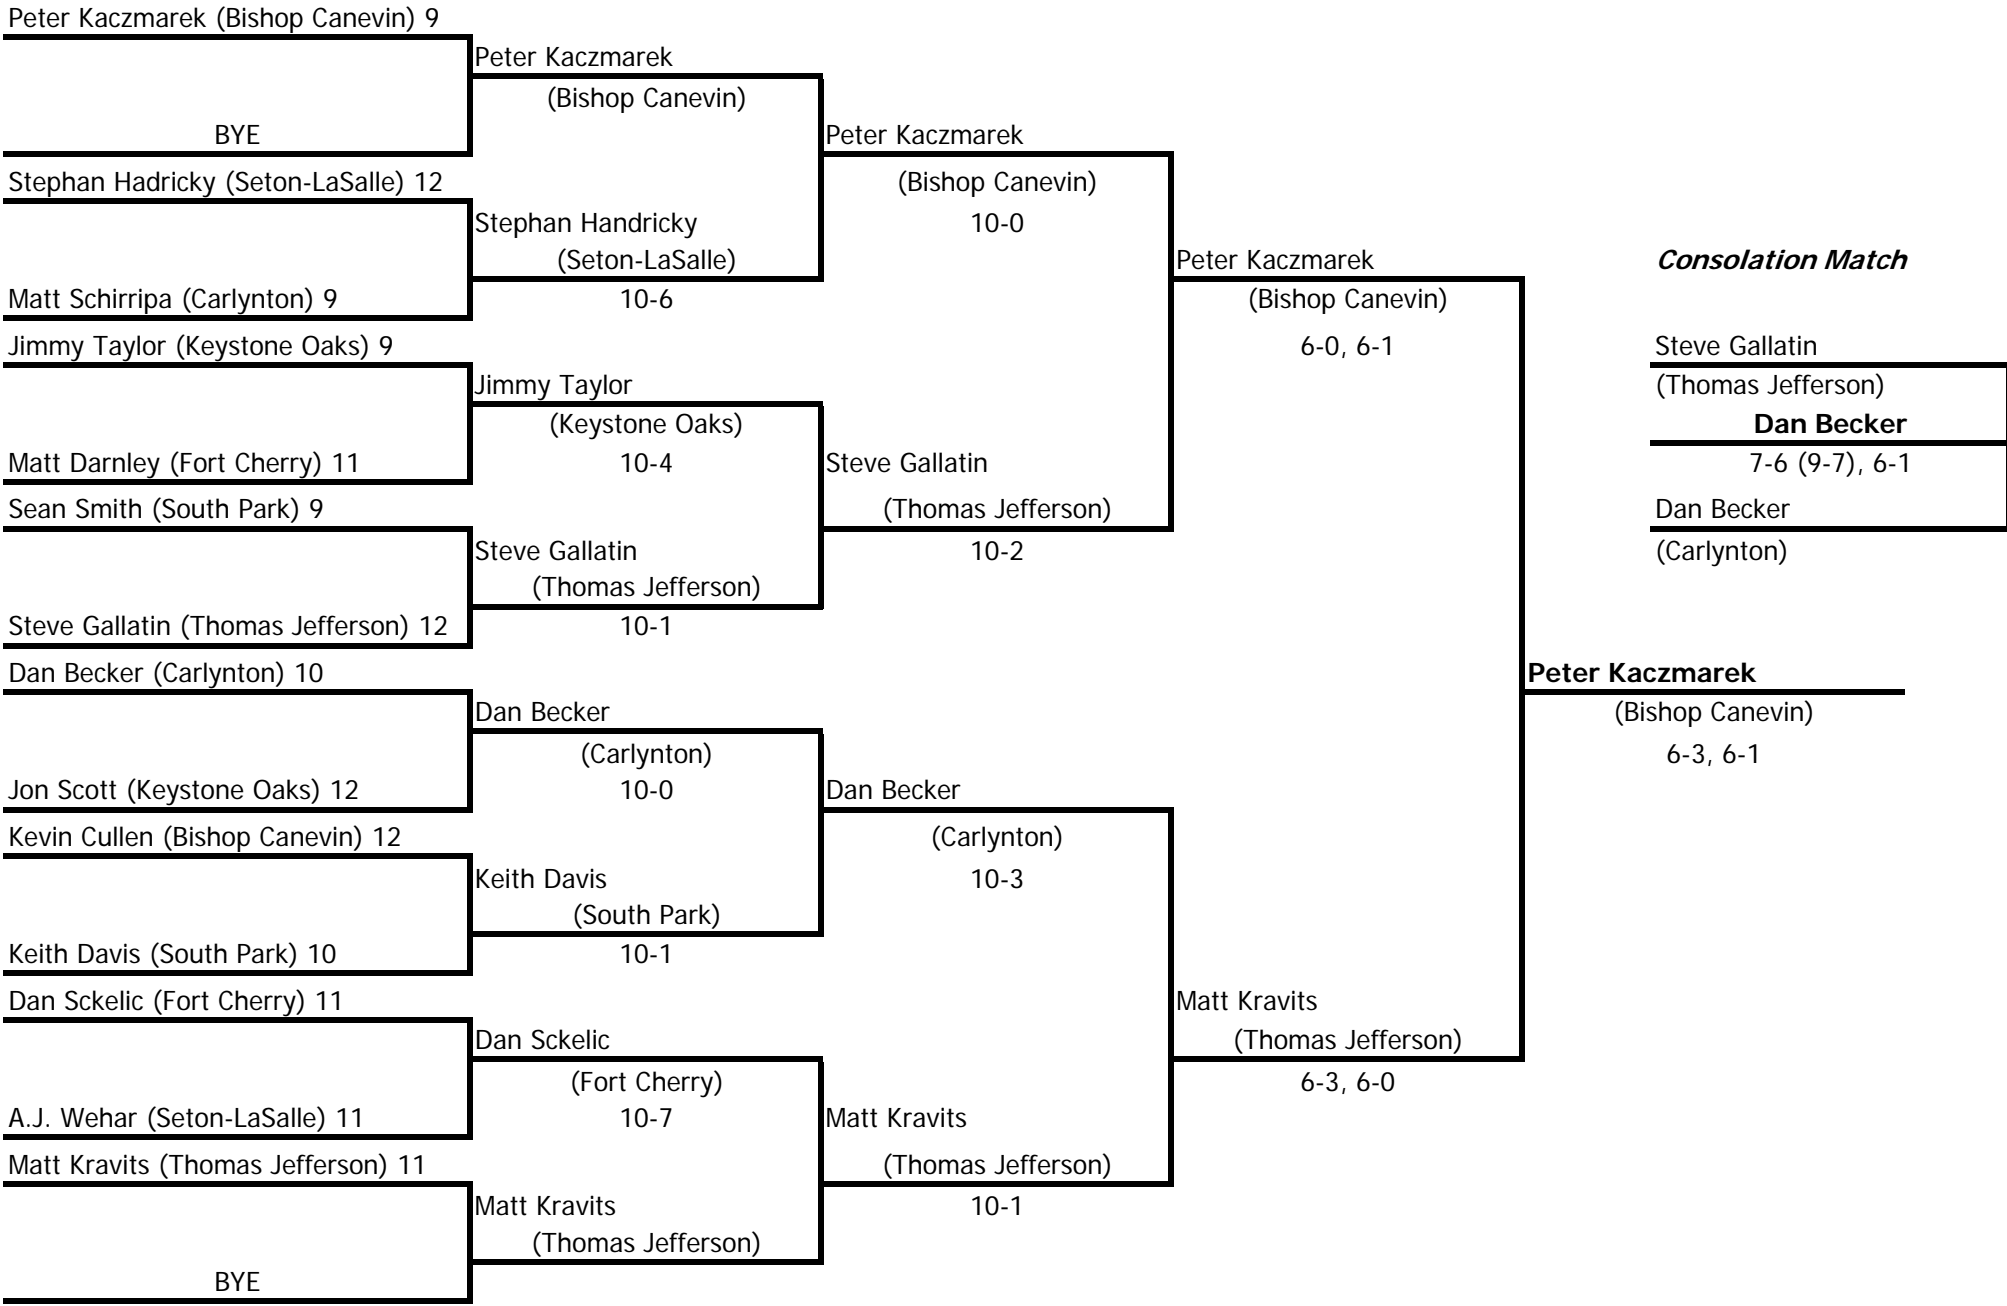 Peter Kaczmarek (Bishop Canevin) 9
BYE
Stephan Hadricky (Seton-LaSalle) 12
Matt Schirripa (Carlynton) 9
Jimmy Taylor (Keystone Oaks) 9
Matt Darnley (Fort Cherry) 11
Sean Smith (South Park) 9
Steve Gallatin (Thomas Jefferson) 12
Dan Becker (Carlynton) 10
Jon Scott (Keystone Oaks) 12
Kevin Cullen (Bishop Canevin) 12
Keith Davis (South Park) 10
Dan Sckelic (Fort Cherry) 11
A.J. Wehar (Seton-LaSalle) 11
Matt Kravits (Thomas Jefferson) 11
BYE
Peter Kaczmarek
(Bishop Canevin)
Stephan Handricky
(Seton-LaSalle)
10-6
Jimmy Taylor
(Keystone Oaks)
10-4
Steve Gallatin
(Thomas Jefferson)
10-1
Dan Becker
(Carlynton)
10-0
Keith Davis
(South Park)
10-1
Dan Sckelic
(Fort Cherry)
10-7
Matt Kravits
(Thomas Jefferson)
Peter Kaczmarek
(Bishop Canevin)
10-0
Steve Gallatin
(Thomas Jefferson)
10-2
Dan Becker
(Carlynton)
10-3
Matt Kravits
(Thomas Jefferson)
10-1
Peter Kaczmarek
(Bishop Canevin)
6-0, 6-1
Matt Kravits
(Thomas Jefferson)
6-3, 6-0
Peter Kaczmarek
(Bishop Canevin)
6-3, 6-1
Consolation Match
Steve Gallatin
(Thomas Jefferson)
Dan Becker
7-6 (9-7), 6-1
Dan Becker
(Carlynton)